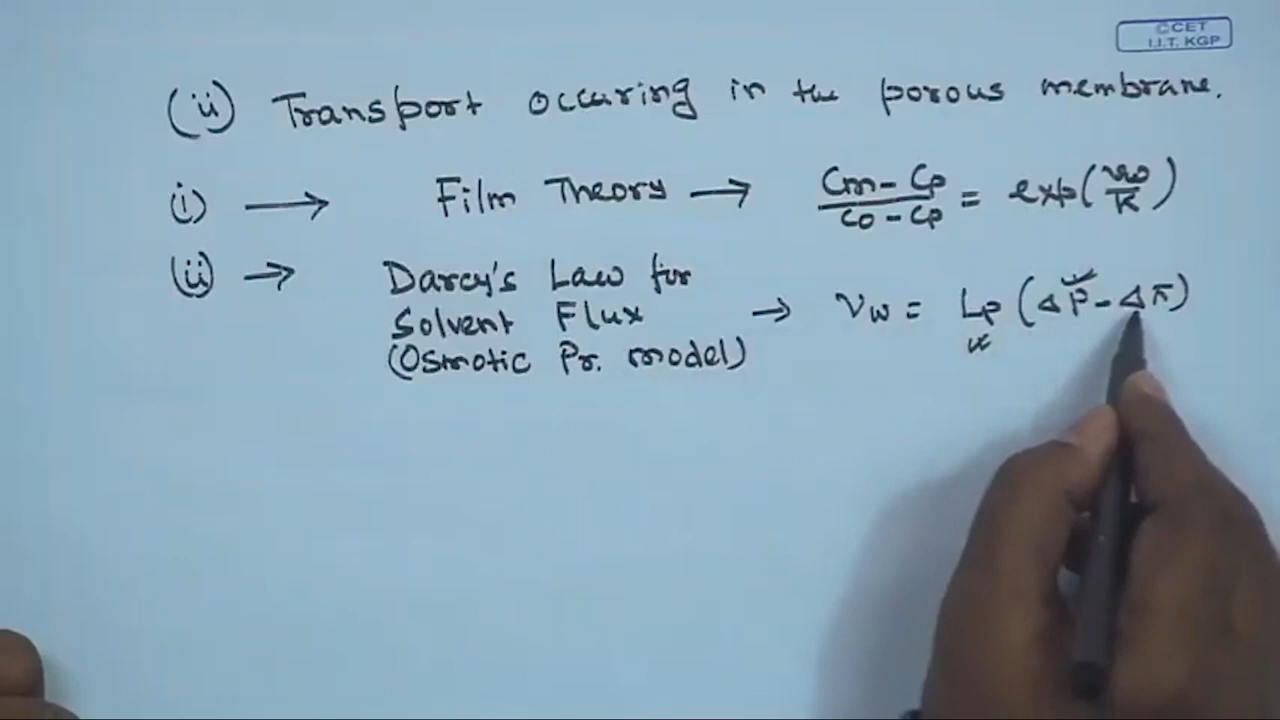 ©CET
I.I.T. KGP
(ii) Transport occuring in the porous membrane.
(i) → Film Theory → Cm - Cp / Co - Cp = exp(vw/k)
(ii) → Darcy's Law for
Solvent Flux → Vw = Lp (ΔP - Δπ)
(Osmotic Pr. model)